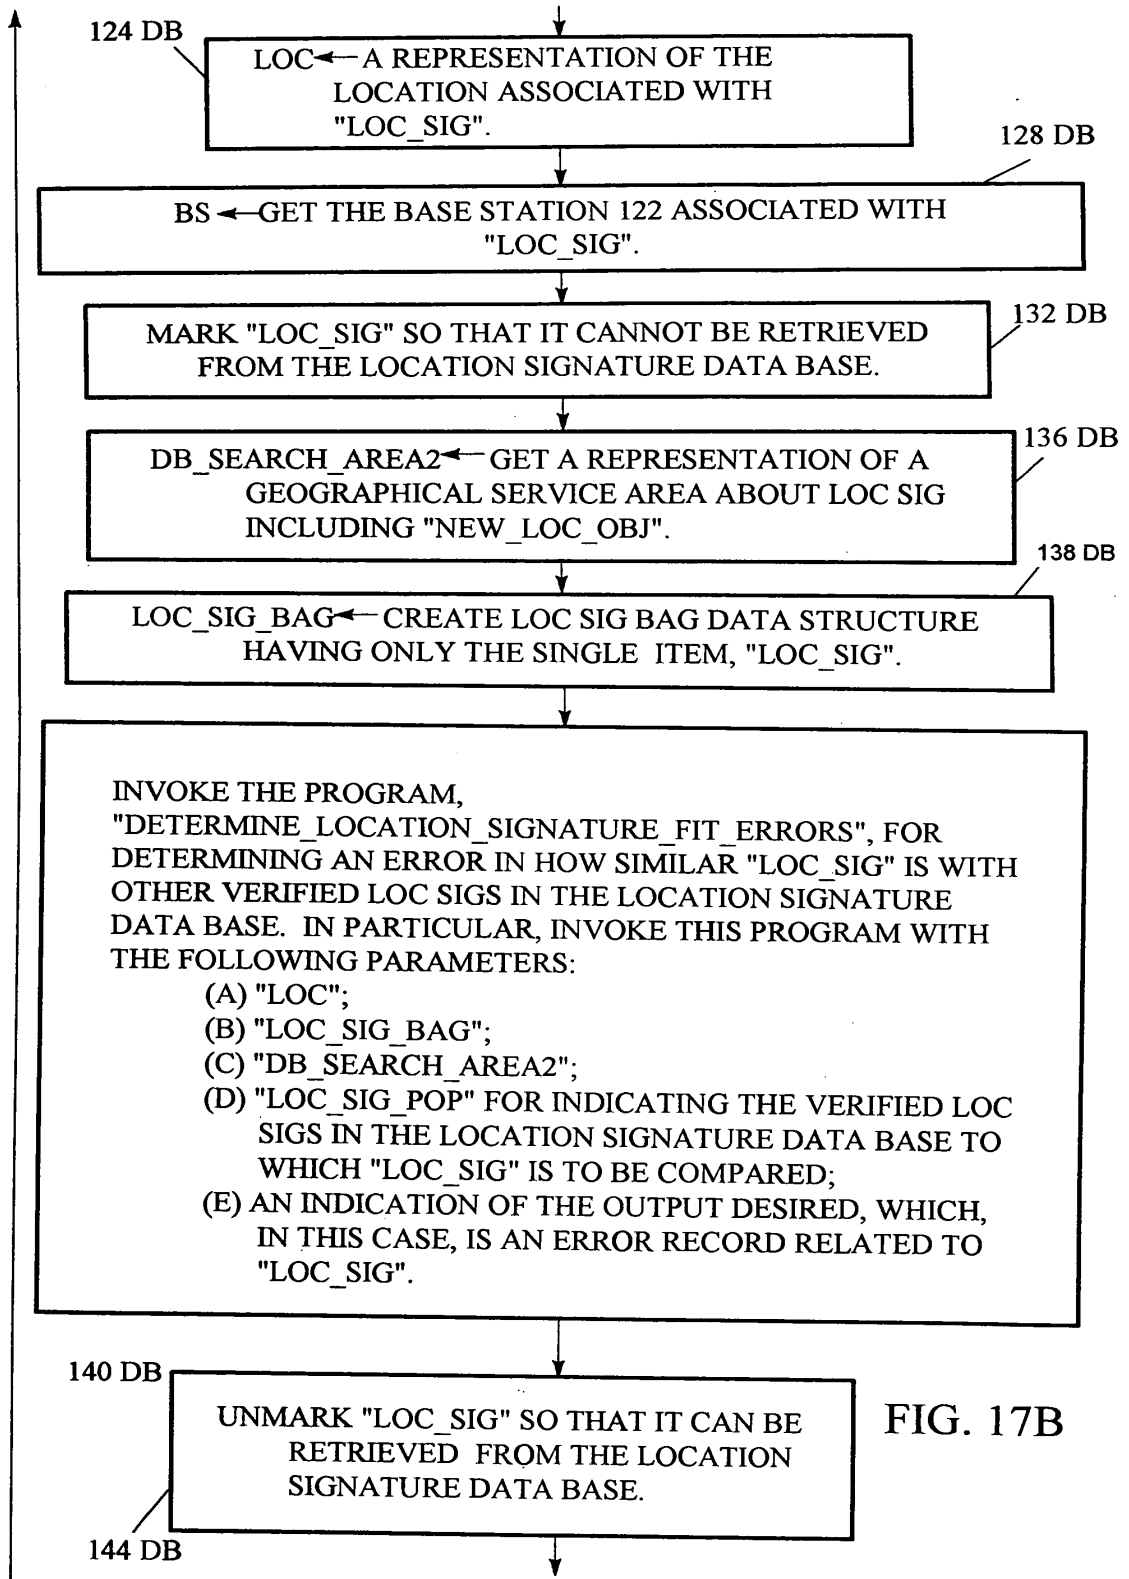 124 DB
LOC← A REPRESENTATION OF THE
LOCATION ASSOCIATED WITH
"LOC_SIG".
128 DB
BS ←GET THE BASE STATION 122 ASSOCIATED WITH
"LOC_SIG".
132 DB
MARK "LOC_SIG" SO THAT IT CANNOT BE RETRIEVED
FROM THE LOCATION SIGNATURE DATA BASE.
136 DB
DB_SEARCH_AREA2← GET A REPRESENTATION OF A
GEOGRAPHICAL SERVICE AREA ABOUT LOC SIG
INCLUDING "NEW_LOC_OBJ".
138 DB
LOC_SIG_BAG← CREATE LOC SIG BAG DATA STRUCTURE
HAVING ONLY THE SINGLE ITEM, "LOC_SIG".
INVOKE THE PROGRAM,
"DETERMINE_LOCATION_SIGNATURE_FIT_ERRORS", FOR
DETERMINING AN ERROR IN HOW SIMILAR "LOC_SIG" IS WITH
OTHER VERIFIED LOC SIGS IN THE LOCATION SIGNATURE
DATA BASE. IN PARTICULAR, INVOKE THIS PROGRAM WITH
THE FOLLOWING PARAMETERS:
(A) "LOC";
(B) "LOC_SIG_BAG";
(C) "DB_SEARCH_AREA2";
(D) "LOC_SIG_POP" FOR INDICATING THE VERIFIED LOC
SIGS IN THE LOCATION SIGNATURE DATA BASE TO
WHICH "LOC_SIG" IS TO BE COMPARED;
(E) AN INDICATION OF THE OUTPUT DESIRED, WHICH,
IN THIS CASE, IS AN ERROR RECORD RELATED TO
"LOC_SIG".
140 DB
UNMARK "LOC_SIG" SO THAT IT CAN BE
RETRIEVED FROM THE LOCATION
SIGNATURE DATA BASE.
144 DB
FIG. 17B